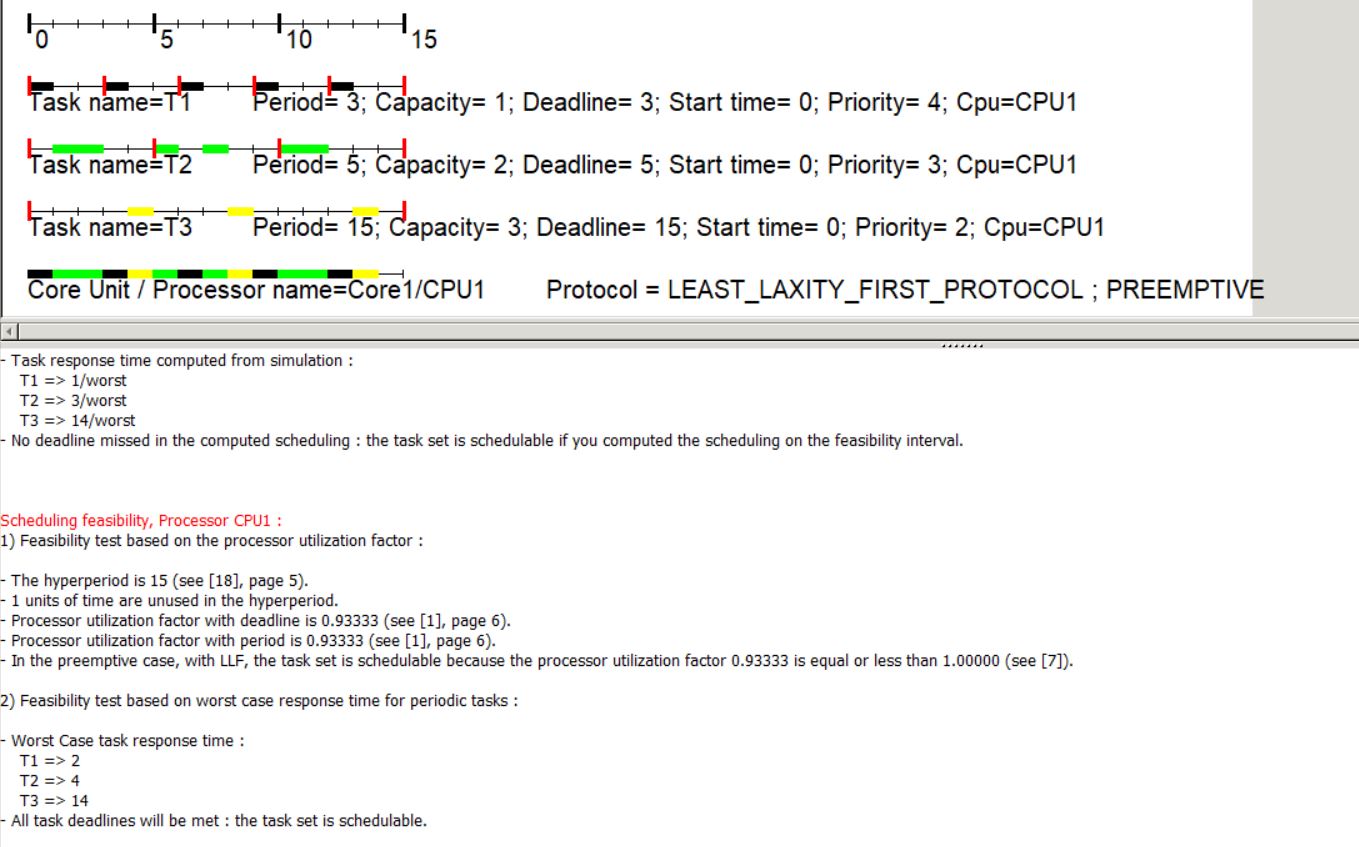 0 5 10 15
Task name=T1 Period= 3; Capacity= 1; Deadline= 3; Start time= 0; Priority= 4; Cpu=CPU1
Task name=T2 Period= 5; Capacity= 2; Deadline= 5; Start time= 0; Priority= 3; Cpu=CPU1
Task name=T3 Period= 15; Capacity= 3; Deadline= 15; Start time= 0; Priority= 2; Cpu=CPU1
Core Unit / Processor name=Core1/CPU1 Protocol = LEAST_LAXITY_FIRST_PROTOCOL ; PREEMPTIVE
- Task response time computed from simulation :
T1 => 1/worst
T2 => 3/worst
T3 => 14/worst
- No deadline missed in the computed scheduling : the task set is schedulable if you computed the scheduling on the feasibility interval.
Scheduling feasibility, Processor CPU1 :
1) Feasibility test based on the processor utilization factor :
- The hyperperiod is 15 (see [18], page 5).
- 1 units of time are unused in the hyperperiod.
- Processor utilization factor with deadline is 0.93333 (see [1], page 6).
- Processor utilization factor with period is 0.93333 (see [1], page 6).
- In the preemptive case, with LLF, the task set is schedulable because the processor utilization factor 0.93333 is equal or less than 1.00000 (see [7]).
2) Feasibility test based on worst case response time for periodic tasks :
- Worst Case task response time :
T1 => 2
T2 => 4
T3 => 14
- All task deadlines will be met : the task set is schedulable.